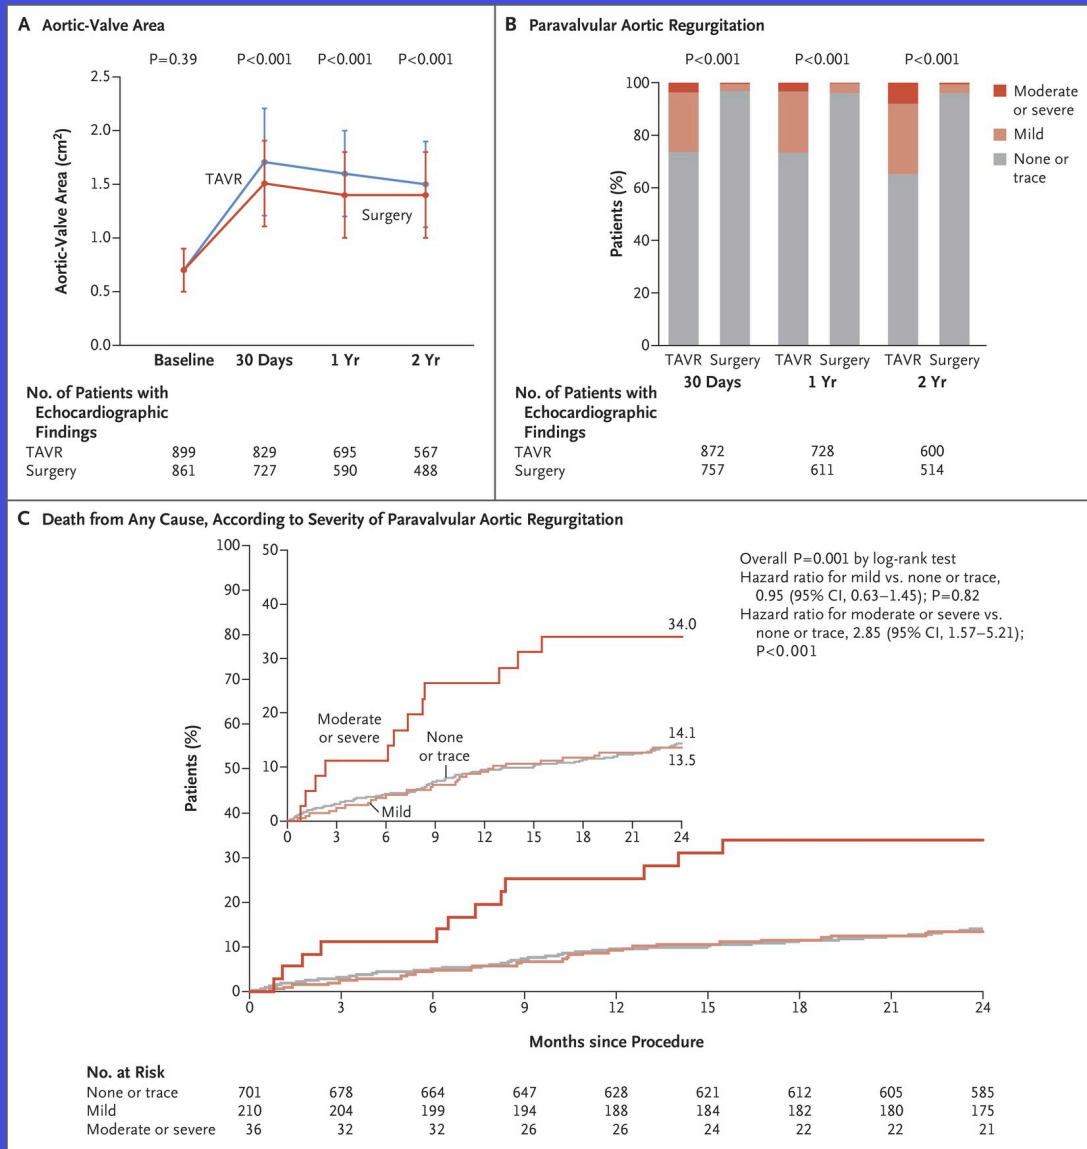 A Aortic-Valve Area
P=0.39 P<0.001 P<0.001 P<0.001
Aortic-Valve Area (cm²)
2.5
2.0
1.5
1.0
0.5
0.0
TAVR
Surgery
Baseline 30 Days 1 Yr 2 Yr
No. of Patients with
Echocardiographic
Findings
TAVR 899 829 695 567
Surgery 861 727 590 488
B Paravalvular Aortic Regurgitation
P<0.001 P<0.001 P<0.001
Patients (%)
100
80
60
40
20
0
Moderate
or severe
Mild
None or
trace
TAVR Surgery TAVR Surgery TAVR Surgery
30 Days 1 Yr 2 Yr
No. of Patients with
Echocardiographic
Findings
TAVR 872 728 600
Surgery 757 611 514
C Death from Any Cause, According to Severity of Paravalvular Aortic Regurgitation
Patients (%)
100
90
80
70
60
50
40
30
20
10
0
50
40
30
20
10
0
34.0
Moderate
or severe
None
or trace
14.1
13.5
Mild
0 3 6 9 12 15 18 21 24
Overall P=0.001 by log-rank test
Hazard ratio for mild vs. none or trace,
0.95 (95% CI, 0.63–1.45); P=0.82
Hazard ratio for moderate or severe vs.
none or trace, 2.85 (95% CI, 1.57–5.21);
P<0.001
0 3 6 9 12 15 18 21 24
Months since Procedure
No. at Risk
None or trace 701 678 664 647 628 621 612 605 585
Mild 210 204 199 194 188 184 182 180 175
Moderate or severe 36 32 32 26 26 24 22 22 21